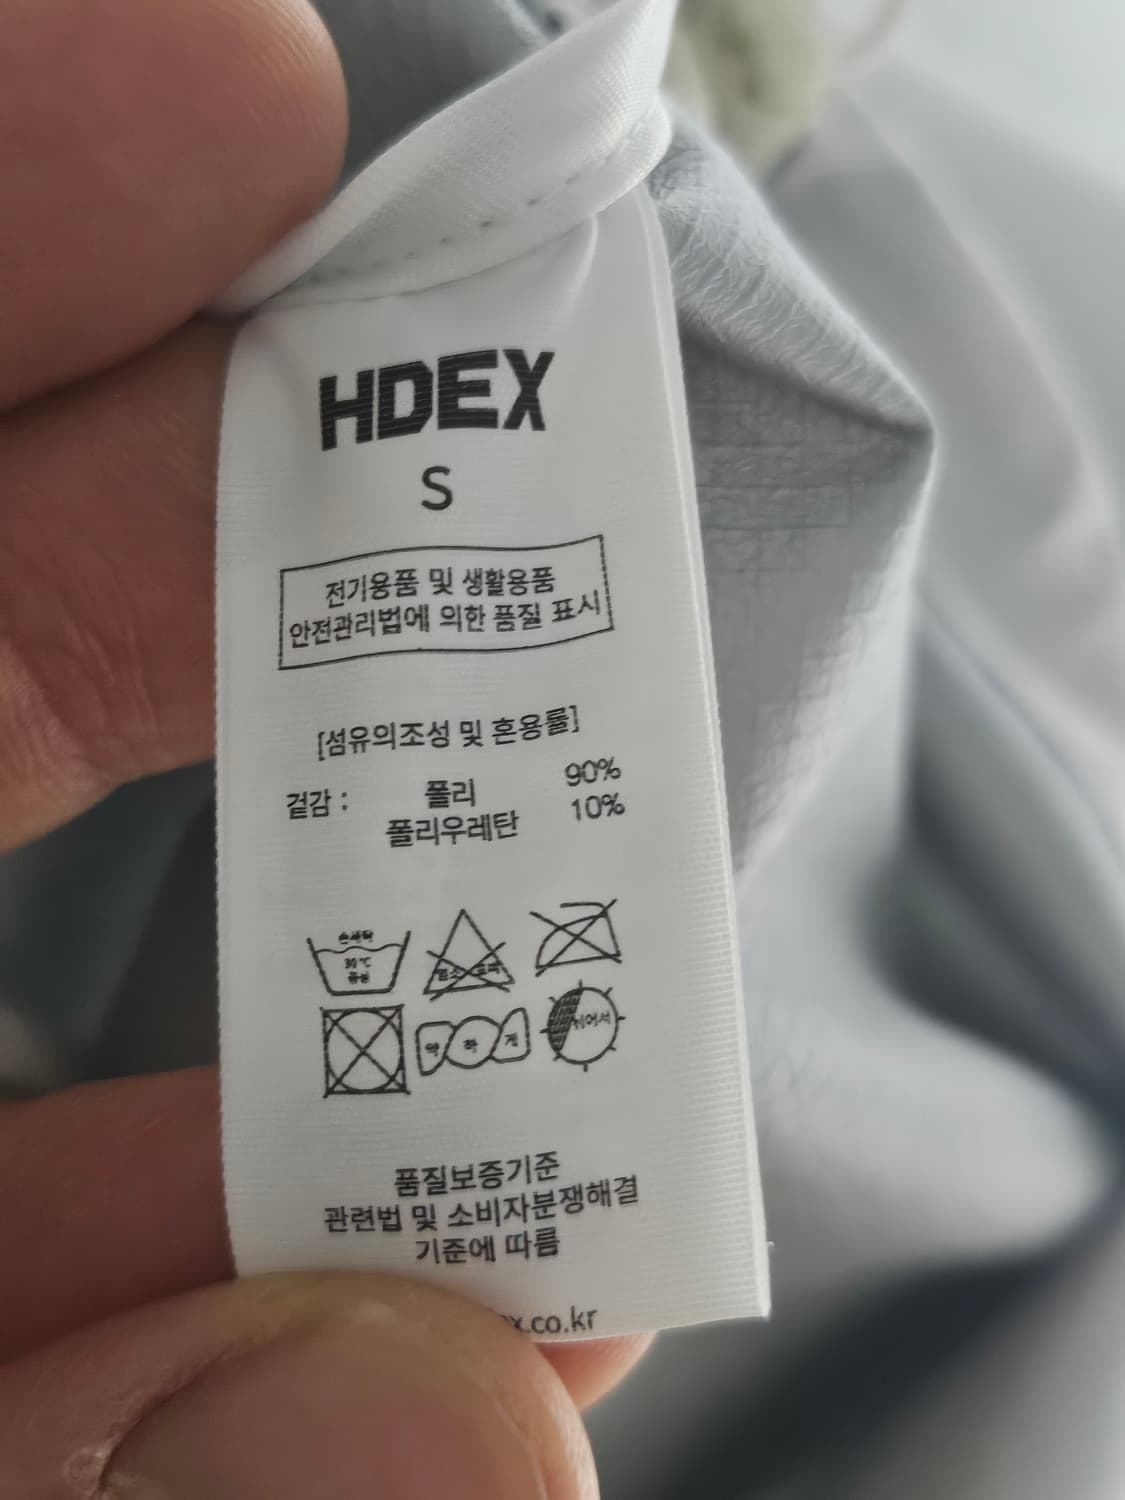 HDEX
S
전기용품 및 생활용품
안전관리법에 의한 품질 표시
[섬유의조성 및 혼용률]
겉감 : 폴리 90%
폴리우레탄 10%
손세탁
30℃
중성
약 하 게
뉘어서
품질보증기준
관련법 및 소비자분쟁해결
기준에 따름
x.co.kr